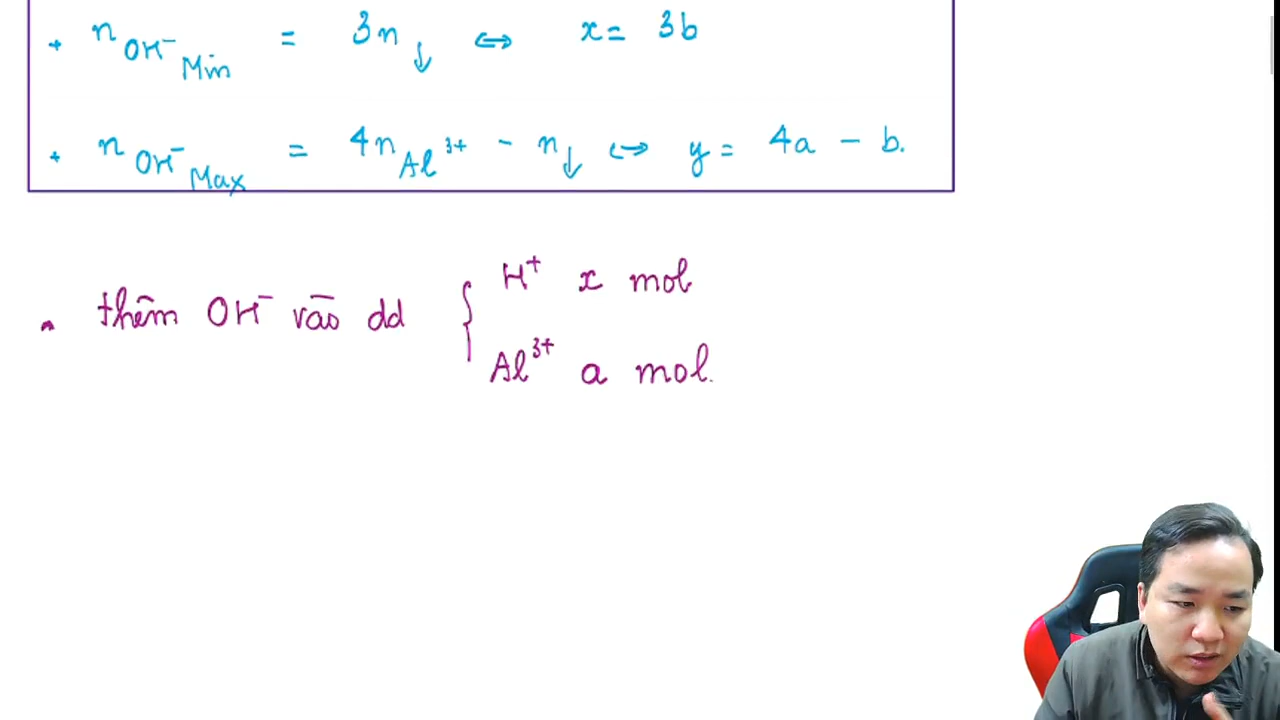 + n OH⁻ Min = 3n↓ ⇔ x = 3b
+ n OH⁻ Max = 4n Al³⁺ - n↓ ⇔ y = 4a - b.
• thêm OH⁻ vào dd { H⁺ x mol
Al³⁺ a mol.